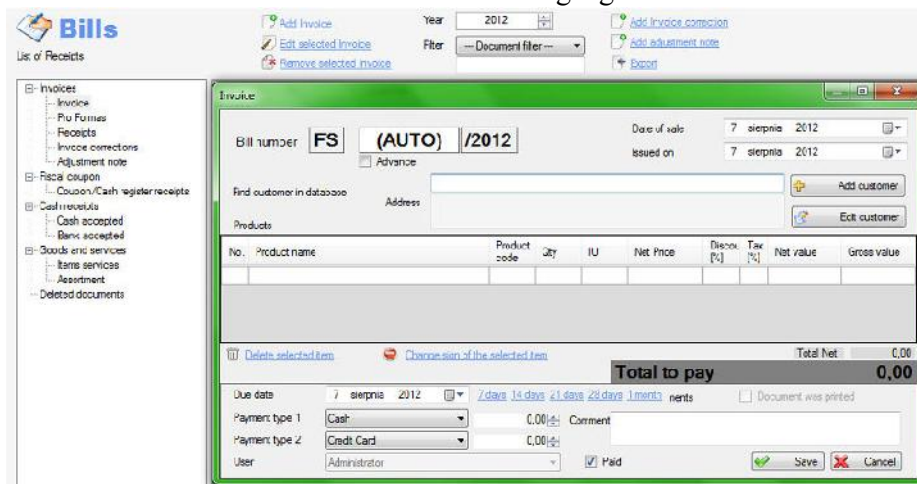 Bills
List of Receipts
Add Invoice
Edit selected Invoice
Remove selected invoice
Year 2012
Filter --- Document filter ---
Add Invoice correction
Add adjustment note
Export
Invoices
Invoice
Pro Formas
Receipts
Invoice corrections
Adjustment note
Fiscal coupon
Coupon/Cash register receipts
Cash receipts
Cash accepted
Bank accepted
Goods and services
Items services
Assortment
Deleted documents
Invoice
Bill number FS (AUTO) /2012
Advance
Date of sale 7 sierpnia 2012
Issued on 7 sierpnia 2012
Find customer in database
Address
Add customer
Edit customer
Products
No. Product name Product code Qty IU Net Price Discou [%] Tax [%] Net value Gross value
Delete selected item
Change sign of the selected item
Total Net 0,00
Total to pay 0,00
Due date 7 sierpnia 2012 7 days 14 days 21 days 28 days 1 month nents
Document was printed
Payment type 1 Cash 0,00 Comment
Payment type 2 Credit Card 0,00
User Administrator Paid
Save Cancel